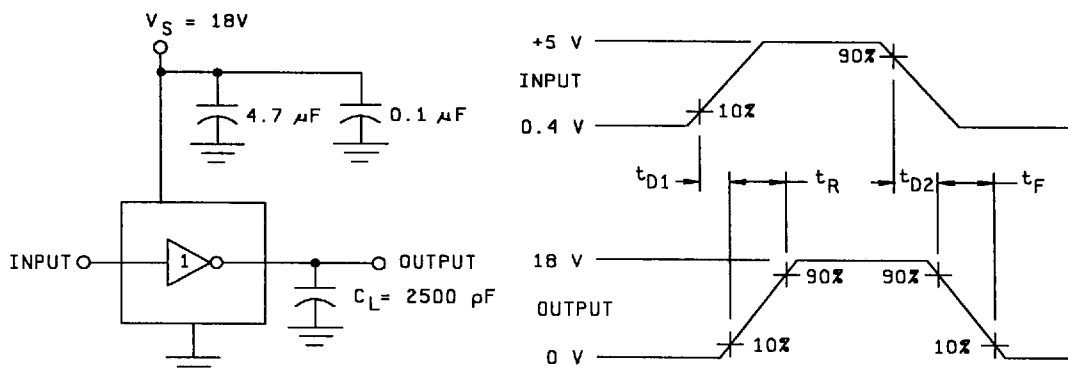 V_S = 18V
4.7 μF
0.1 μF
INPUT
1
OUTPUT
C_L= 2500 pF
+5 V
INPUT
0.4 V
90%
10%
t_D1
t_R
t_D2
t_F
18 V
OUTPUT
0 V
90%
90%
10%
10%